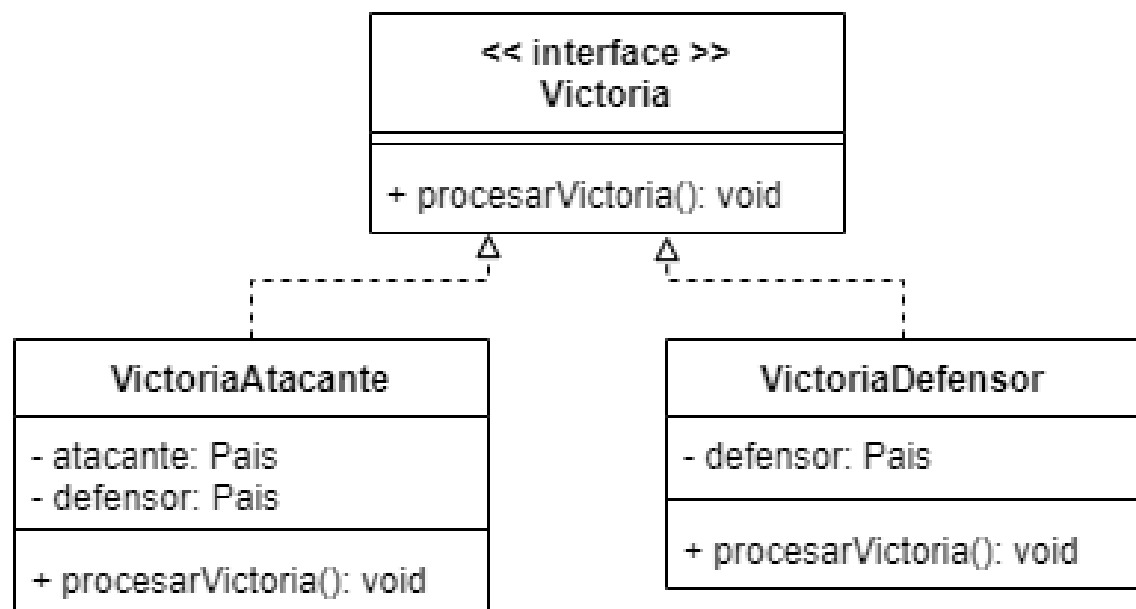 << interface >>
Victoria
+ procesarVictoria(): void
VictoriaAtacante
- atacante: Pais
- defensor: Pais
+ procesarVictoria(): void
VictoriaDefensor
- defensor: Pais
+ procesarVictoria(): void